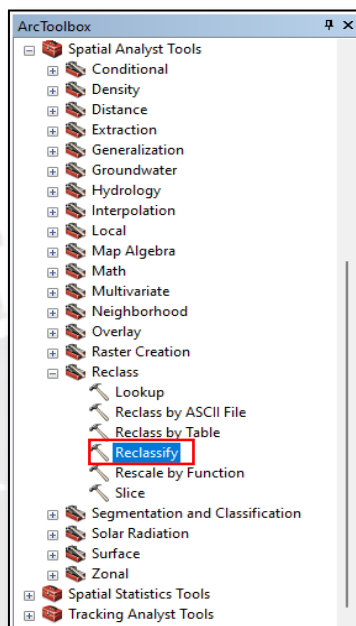 ArcToolbox
Spatial Analyst Tools
Conditional
Density
Distance
Extraction
Generalization
Groundwater
Hydrology
Interpolation
Local
Map Algebra
Math
Multivariate
Neighborhood
Overlay
Raster Creation
Reclass
Lookup
Reclass by ASCII File
Reclass by Table
Reclassify
Rescale by Function
Slice
Segmentation and Classification
Solar Radiation
Surface
Zonal
Spatial Statistics Tools
Tracking Analyst Tools